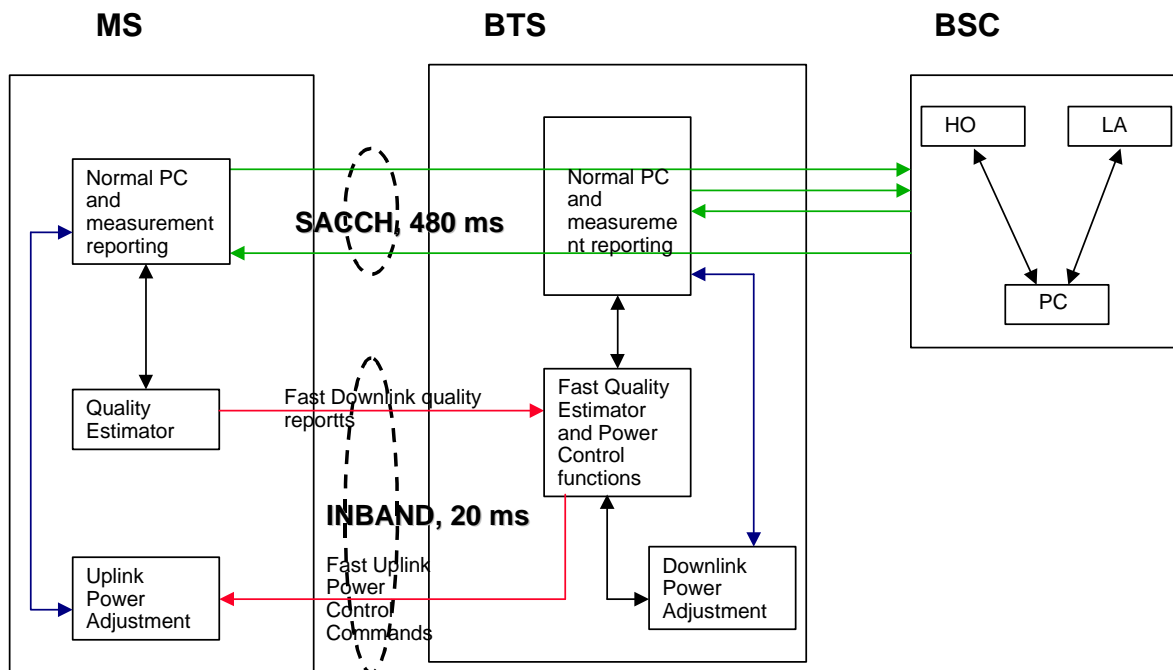 MS
BTS
BSC
HO
LA
Normal PC
and
measurement
reporting
Normal PC
and
measureme
nt reporting
SACCH, 480 ms
PC
Quality
Estimator
Fast Downlink quality
reportts
Fast Quality
Estimator
and Power
Control
functions
INBAND, 20 ms
Uplink
Power
Adjustment
Fast Uplink
Power
Control
Commands
Downlink
Power
Adjustment